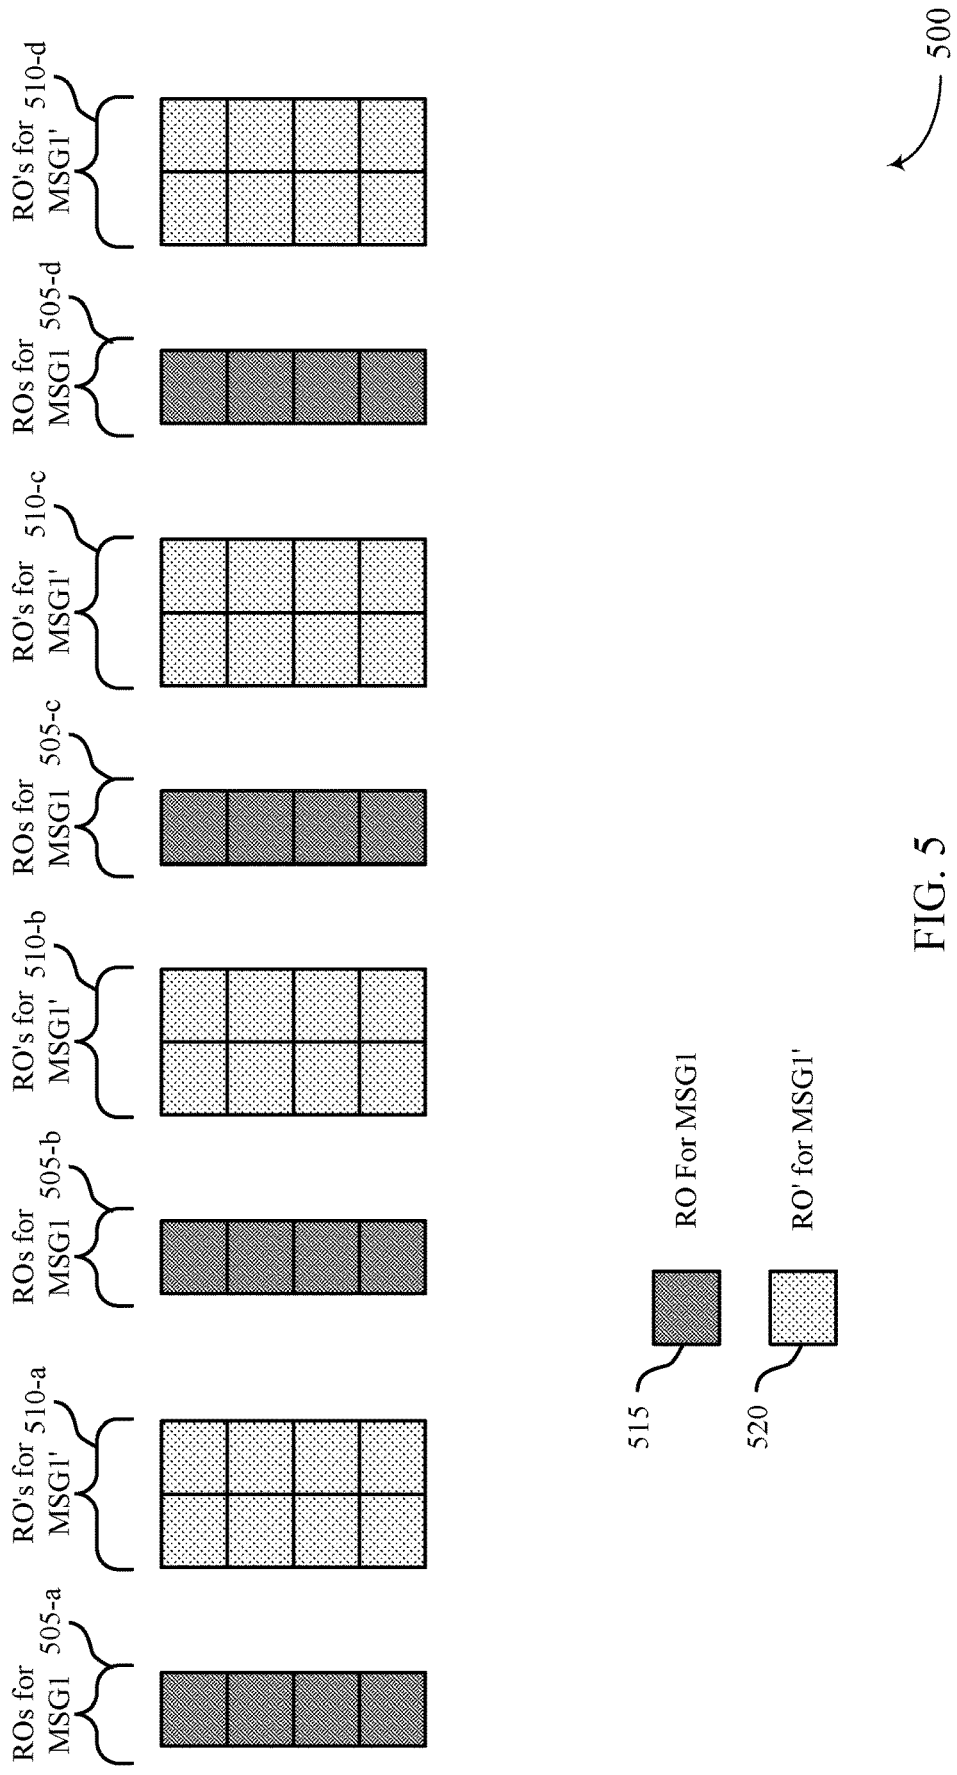 ROs for
MSG1
505-a
RO's for
MSG1'
510-a
ROs for
MSG1
505-b
RO's for
MSG1'
510-b
ROs for
MSG1
505-c
RO's for
MSG1'
510-c
ROs for
MSG1
505-d
RO's for
MSG1'
510-d
515
RO For MSG1
520
RO' for MSG1'
FIG. 5
500